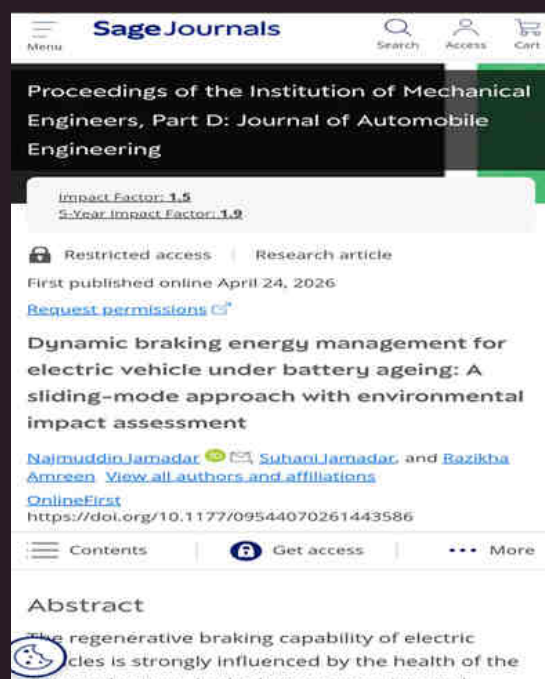 Sage Journals
Menu
Search
Access
Cart
Proceedings of the Institution of Mechanical
Engineers, Part D: Journal of Automobile
Engineering
Impact Factor: 1.5
5-Year Impact Factor: 1.9
Restricted access | Research article
First published online April 24, 2026
Request permissions
Dynamic braking energy management for
electric vehicle under battery ageing: A
sliding-mode approach with environmental
impact assessment
Najmuddin Jamadar Suhani Jamadar, and Razikha
Amreen View all authors and affiliations
OnlineFirst
https://doi.org/10.1177/09544070261443586
Contents
Get access
More
Abstract
regenerative braking capability of electric
is strongly influenced by the health of the